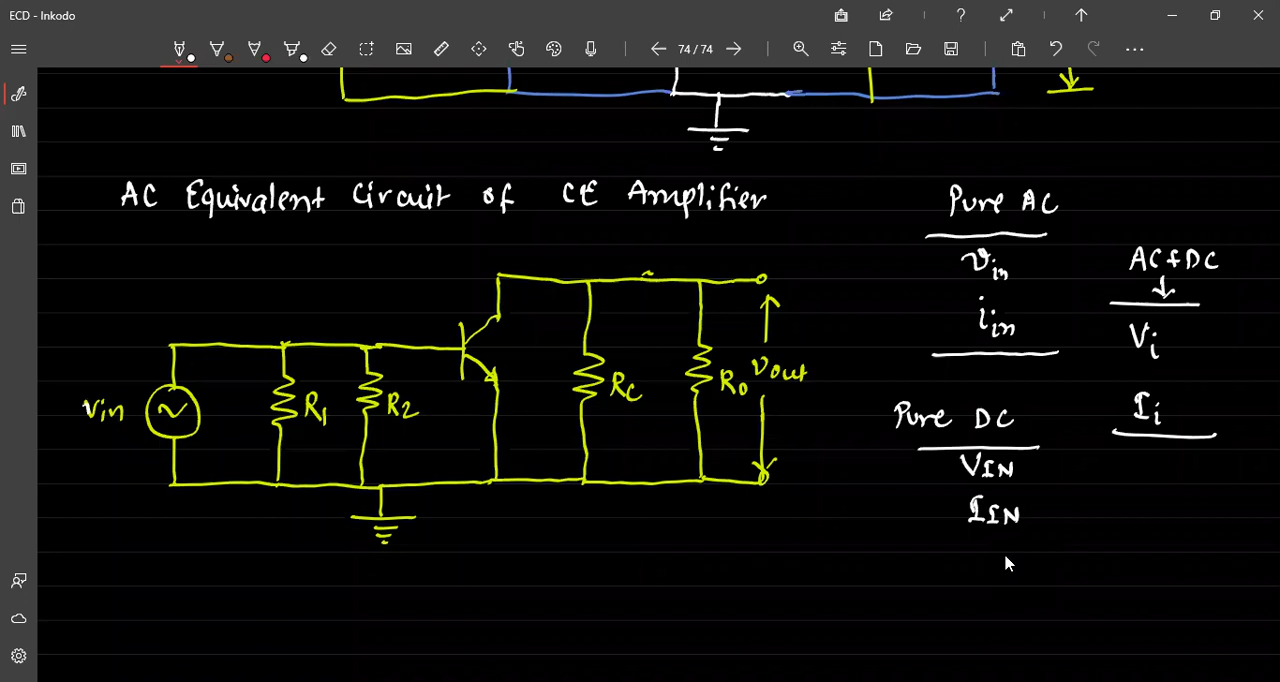 ECD - Inkodo
74 / 74
AC Equivalent Circuit of CE Amplifier
Pure AC
vin
iin
AC & DC
Vi
Ii
Pure DC
VIN
IIN
vin
R1
R2
RC
R0
vout